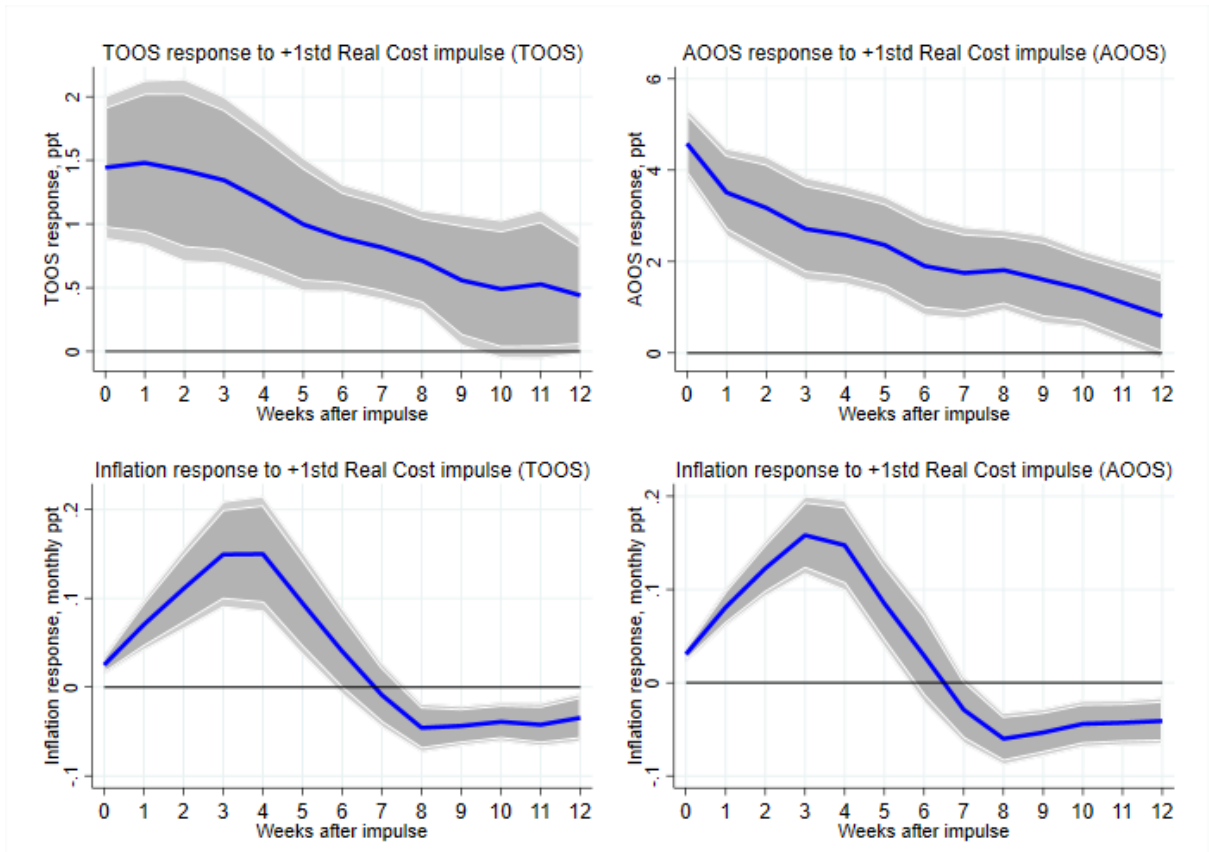 TOOS response to +1std Real Cost impulse (TOOS)
TOOS response, ppt
2
1.5
1
.5
0
0 1 2 3 4 5 6 7 8 9 10 11 12
Weeks after impulse
AOOS response to +1std Real Cost impulse (AOOS)
AOOS response, ppt
6
4
2
0
0 1 2 3 4 5 6 7 8 9 10 11 12
Weeks after impulse
Inflation response to +1std Real Cost impulse (TOOS)
Inflation response, monthly ppt
.2
.1
0
-.1
0 1 2 3 4 5 6 7 8 9 10 11 12
Weeks after impulse
Inflation response to +1std Real Cost impulse (AOOS)
Inflation response, monthly ppt
.2
.1
0
-.1
0 1 2 3 4 5 6 7 8 9 10 11 12
Weeks after impulse